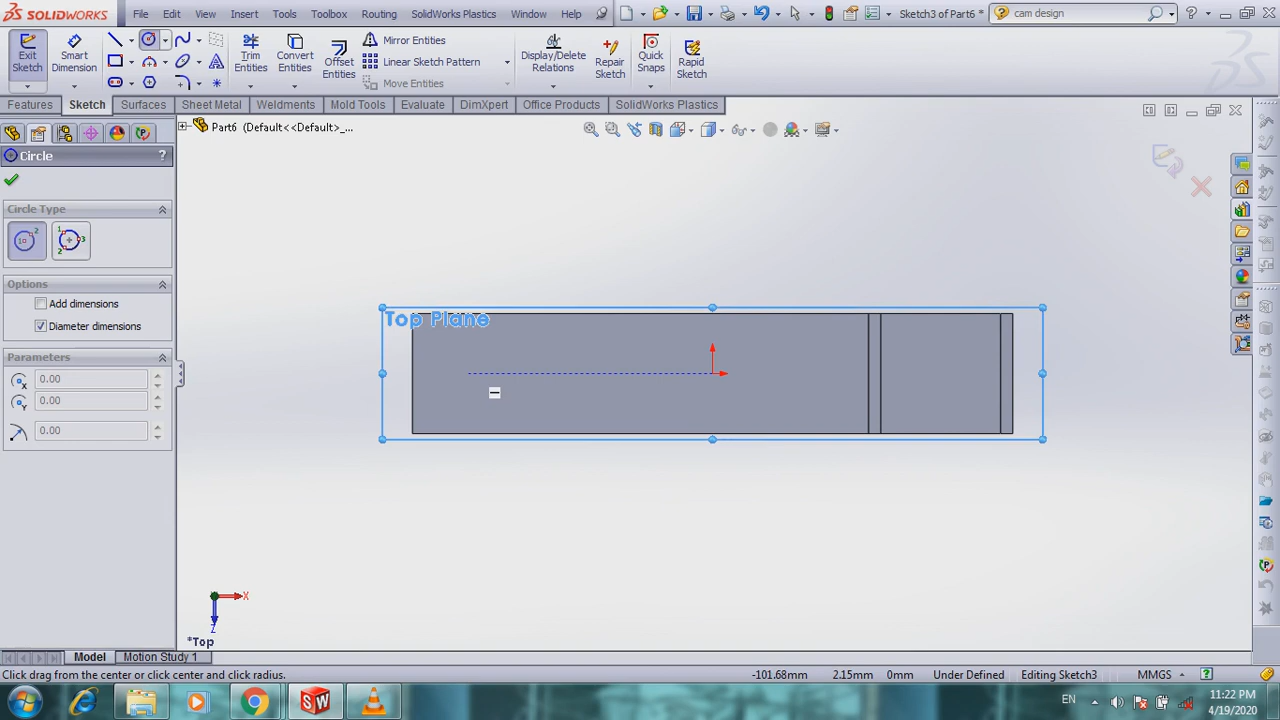 SOLIDWORKS File Edit View Insert Tools Toolbox Routing SolidWorks Plastics Window Help Sketch3 of Part6 * cam design
Exit Sketch
Smart Dimension
Trim Entities
Convert Entities
Offset Entities
Mirror Entities
Linear Sketch Pattern
Move Entities
Display/Delete Relations
Repair Sketch
Quick Snaps
Rapid Sketch
Features Sketch Surfaces Sheet Metal Weldments Mold Tools Evaluate DimXpert Office Products SolidWorks Plastics
Part6 (Default<<Default>_...
Circle ?
Circle Type
Options
Add dimensions
Diameter dimensions
Parameters
0.00
0.00
0.00
Top Plane
X
Z
*Top
Model Motion Study 1
Click drag from the center or click center and radius. -101.68mm 2.15mm 0mm Under Defined Editing Sketch3 MMGS
EN 11:22 PM
4/19/2020